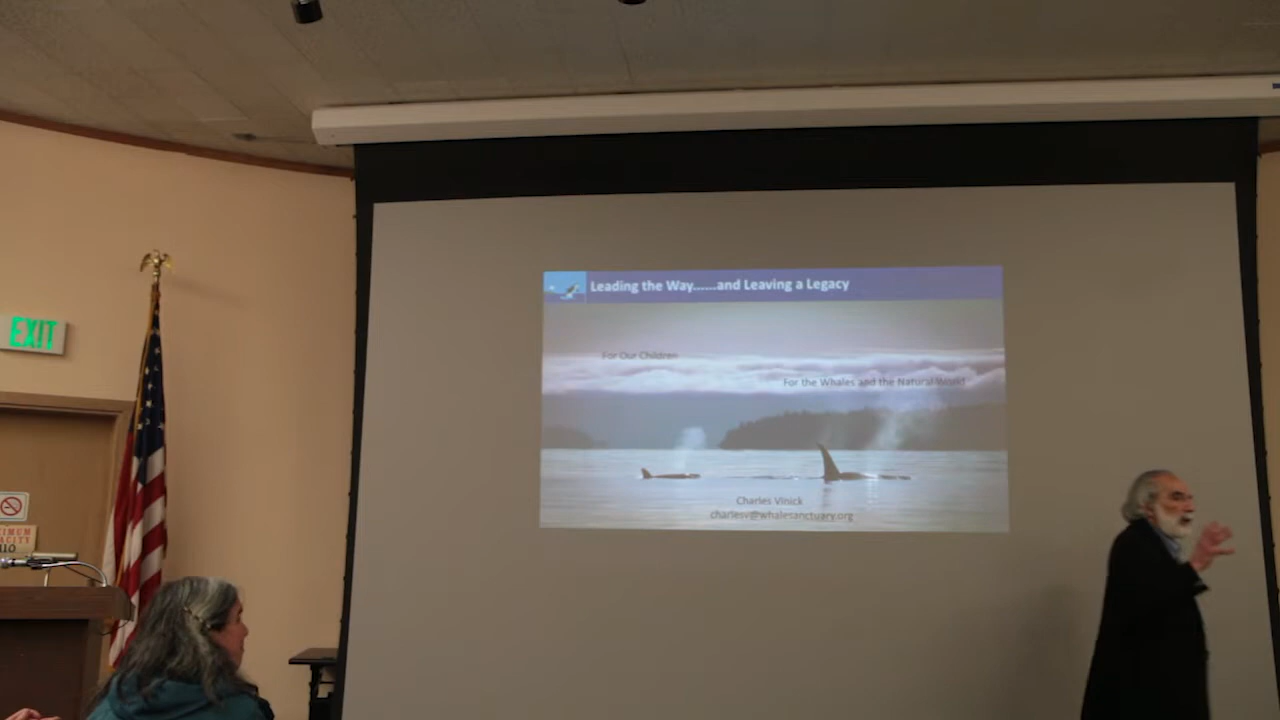 EXIT
Leading the Way......and Leaving a Legacy
For Our Children
For the Whales and the Natural World
Charles Vinick
charlesv@whalesanctuary.org